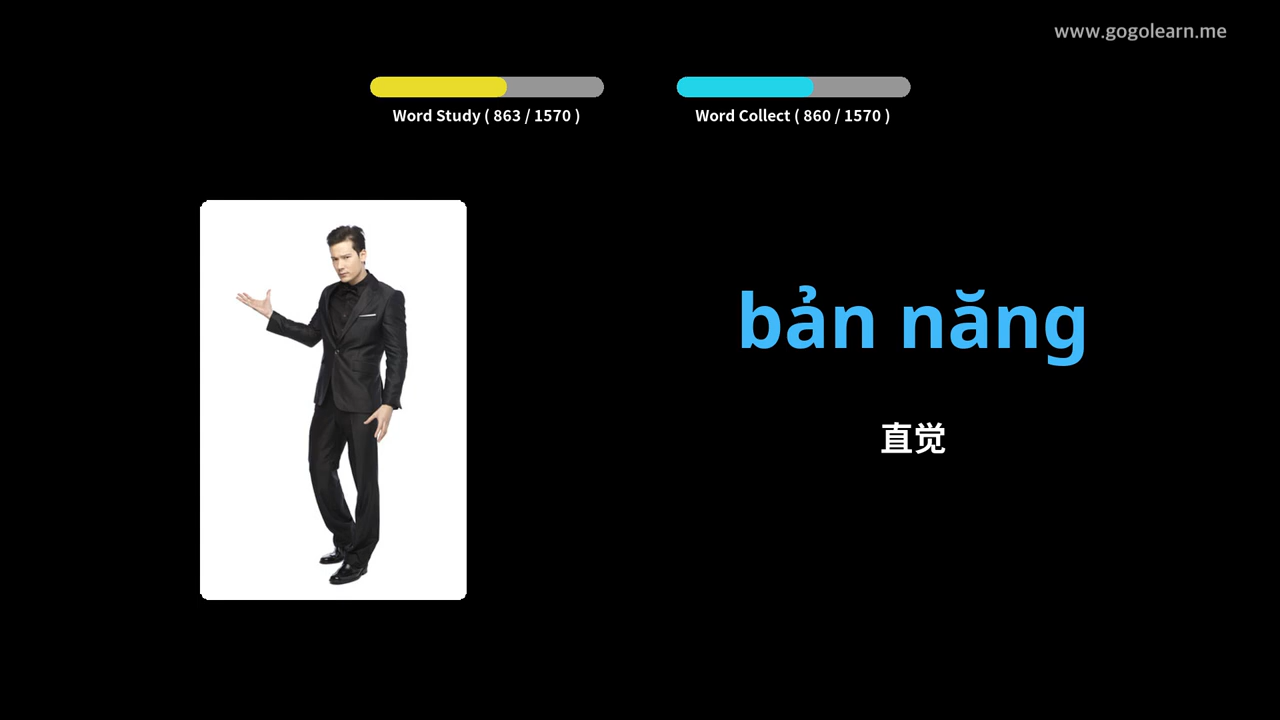 www.gogolearn.me
Word Study ( 863 / 1570 )
Word Collect ( 860 / 1570 )
bản năng
直觉